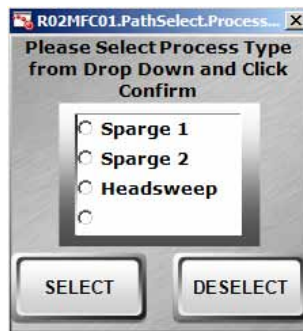 R02MFC01.PathSelect.Process...
Please Select Process Type
from Drop Down and Click
Confirm
Sparge 1
Sparge 2
Headsweep
SELECT DESELECT